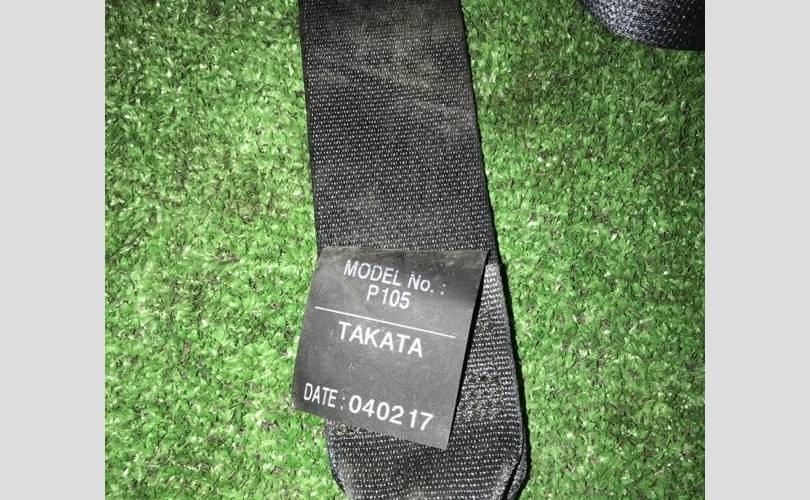 MODEL No. :
P105
TAKATA
DATE : 040217